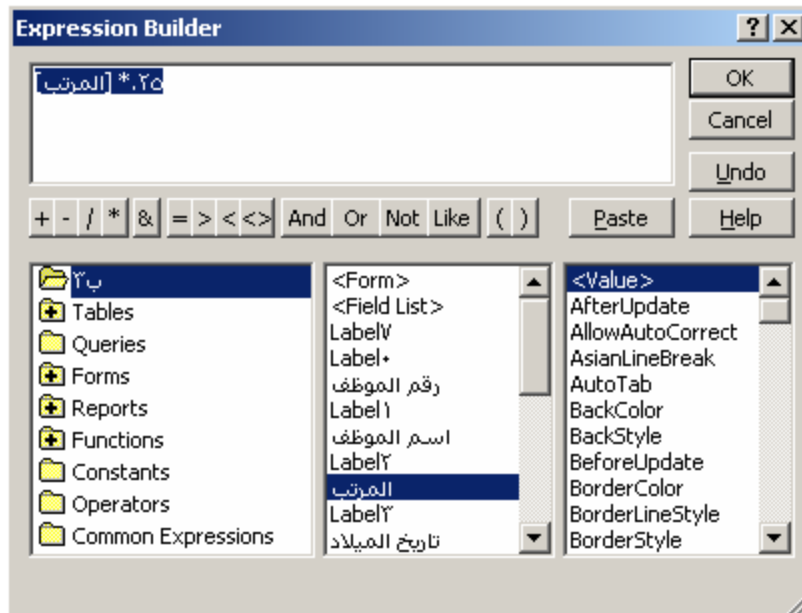 Expression Builder
[المرتب] *.٢٥
OK
Cancel
Undo
+ - / * & = > < <> And Or Not Like ( ) Paste Help
ب٣
Tables
Queries
Forms
Reports
Functions
Constants
Operators
Common Expressions
<Form>
<Field List>
Label٧
Label٠
رقم الموظف
Label١
اسم الموظف
Label٢
المرتب
Label٣
تاريخ الميلاد
<Value>
AfterUpdate
AllowAutoCorrect
AsianLineBreak
AutoTab
BackColor
BackStyle
BeforeUpdate
BorderColor
BorderLineStyle
BorderStyle